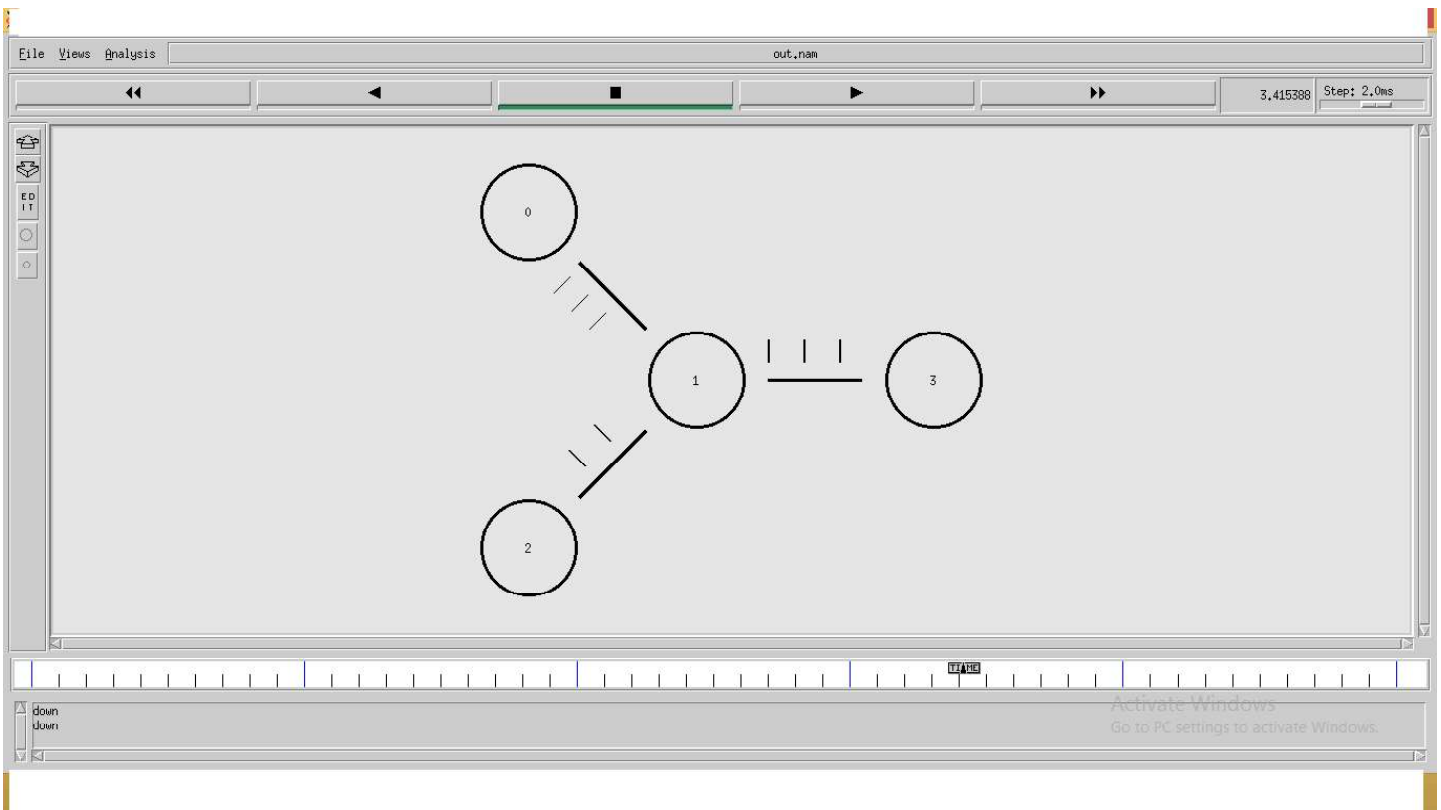 File Views Analysis out.nam
3.415388 Step: 2.0ms
ED
IT
0
1
3
2
TIME
down
down
Activate Windows
Go to PC settings to activate Windows.